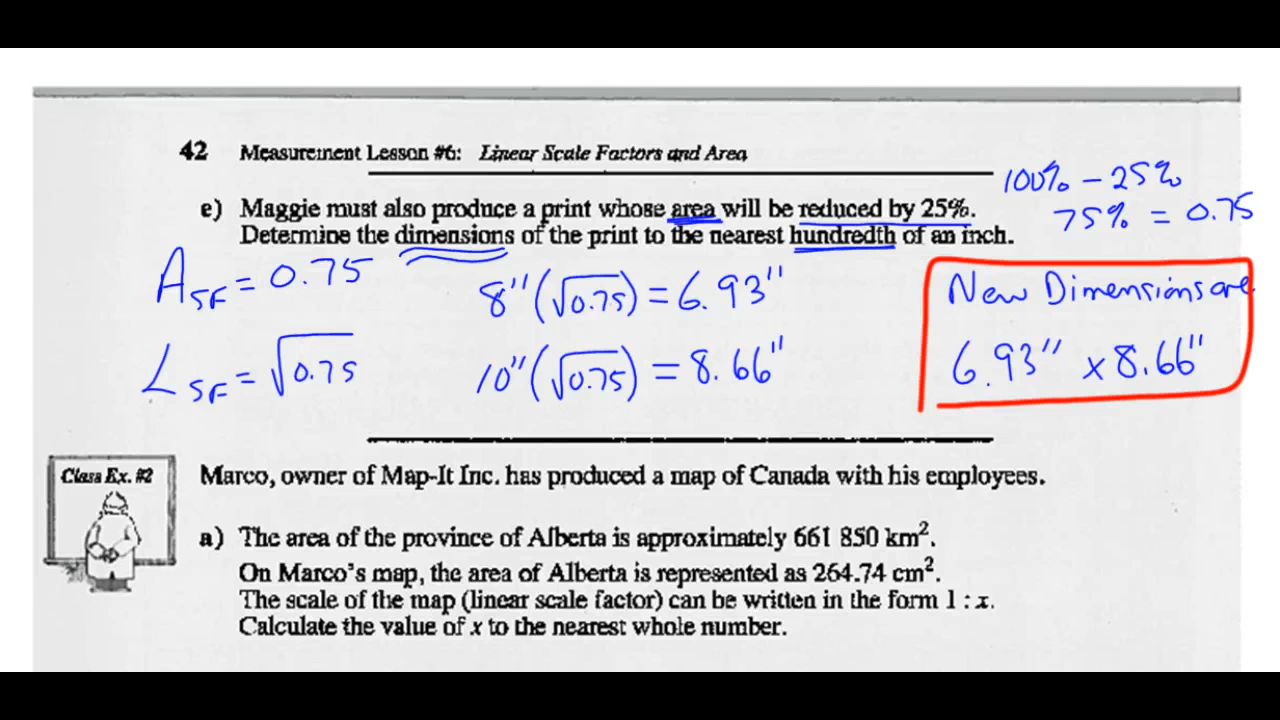 42 Measurement Lesson #6: Linear Scale Factors and Area
100% - 25%
75% = 0.75
e) Maggie must also produce a print whose area will be reduced by 25%.
Determine the dimensions of the print to the nearest hundredth of an inch.
A SF = 0.75
8" (√0.75) = 6.93"
New Dimensions are
L SF = √0.75
10" (√0.75) = 8.66"
6.93" x 8.66"
Class Ex. #2
Marco, owner of Map-It Inc. has produced a map of Canada with his employees.
a) The area of the province of Alberta is approximately 661 850 km².
On Marco's map, the area of Alberta is represented as 264.74 cm².
The scale of the map (linear scale factor) can be written in the form 1 : x.
Calculate the value of x to the nearest whole number.